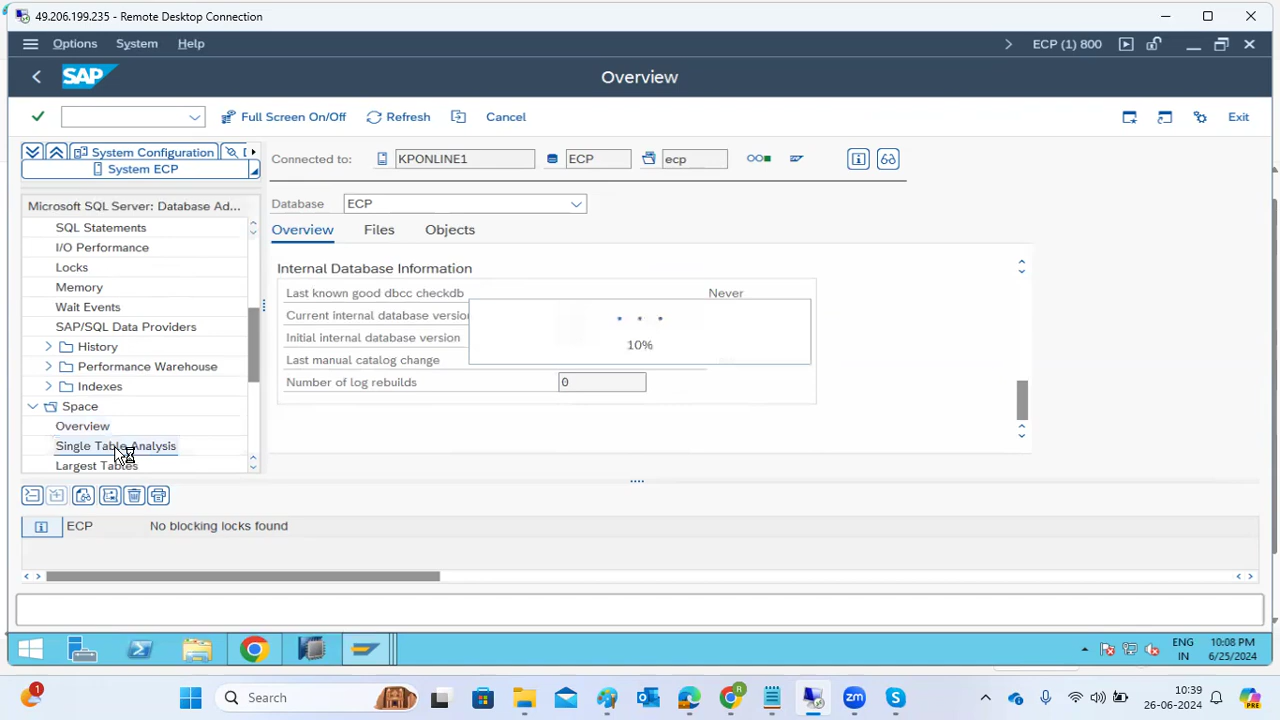 49.206.199.235 - Remote Desktop Connection
Options System Help ECP (1) 800
SAP Overview
Full Screen On/Off Refresh Cancel Exit
System Configuration
System ECP
Connected to: KPONLINE1 ECP ecp
Microsoft SQL Server: Database Ad...
SQL Statements
I/O Performance
Locks
Memory
Wait Events
SAP/SQL Data Providers
History
Performance Warehouse
Indexes
Space
Overview
Single Table Analysis
Largest Tables
Database ECP
Overview Files Objects
Internal Database Information
Last known good dbcc checkdb Never
Current internal database versio
Initial internal database version
Last manual catalog change
Number of log rebuilds 0
10%
ECP No blocking locks found
ENG
IN
10:08 PM
6/25/2024
1
Search
10:39
26-06-2024
PRE